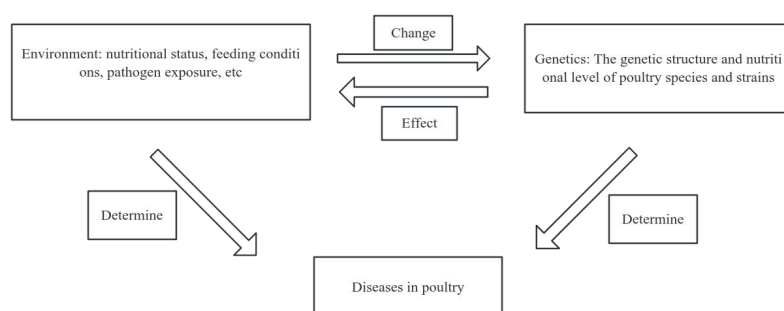 Change
Environment: nutritional status, feeding conditi
ons, pathogen exposure, etc
Genetics: The genetic structure and nutriti
onal level of poultry species and strains
Effect
Determine
Determine
Diseases in poultry